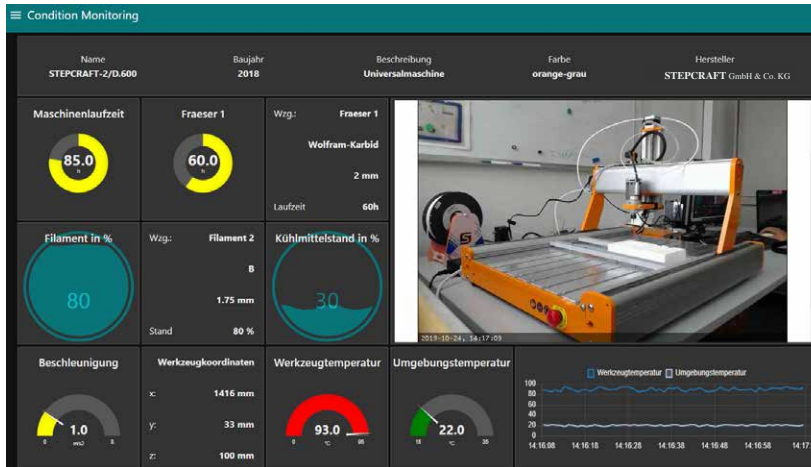 Condition Monitoring
Name
STEPCRAFT-2/D.600
Baujahr
2018
Beschreibung
Universalmaschine
Farbe
orange-grau
Hersteller
STEPCRAFT GmbH & Co. KG
Maschinenlaufzeit
85.0
h
Fraeser 1
60.0
h
Wzg.: Fraeser 1
Wolfram-Karbid
2 mm
Laufzeit 60h
2019-10-24, 14:17:09
Filament in %
80
Wzg.: Filament 2
B
1.75 mm
Stand 80 %
Kühlmittelstand in %
30
Beschleunigung
1.0
0 m/s2
Werkzeugkoordinaten
x: 1416 mm
y: 33 mm
z: 100 mm
Werkzeugtemperatur
93.0
0 °C 95
Umgebungstemperatur
22.0
°C 35
Werkzeugtemperatur Umgebungstemperatur
100
80
60
40
20
0
14:16:08 14:16:18 14:16:28 14:16:38 14:16:48 14:16:58 14:17: